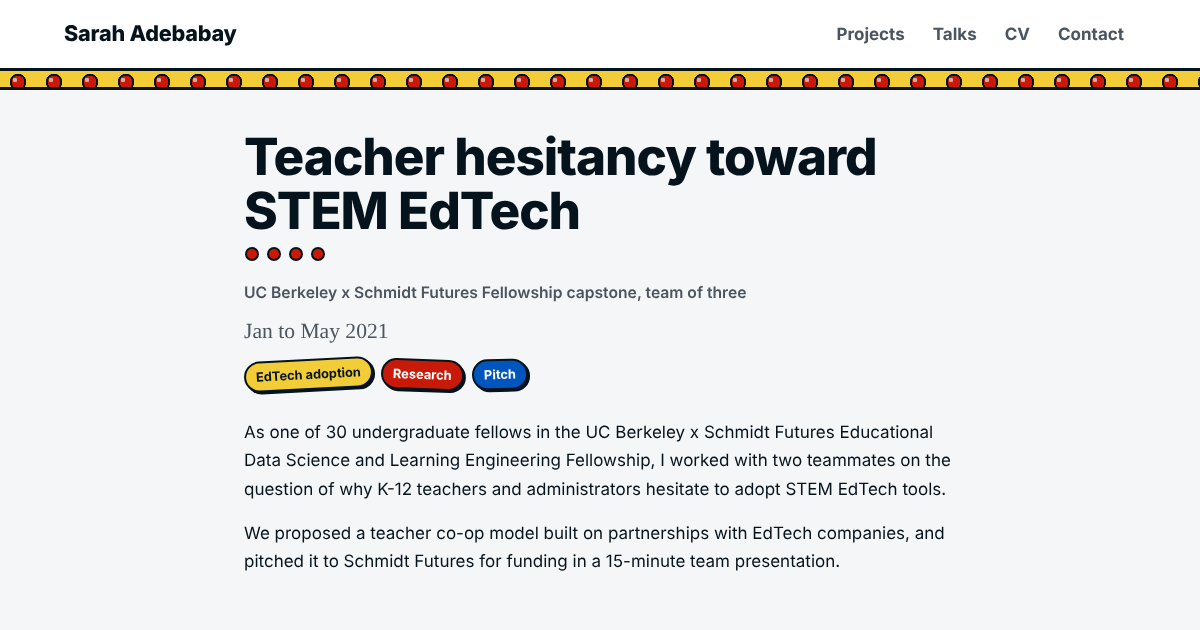 Sarah Adebabay
Projects Talks CV Contact
Teacher hesitancy toward
STEM EdTech
UC Berkeley x Schmidt Futures Fellowship capstone, team of three
Jan to May 2021
EdTech adoption Research Pitch
As one of 30 undergraduate fellows in the UC Berkeley x Schmidt Futures Educational
Data Science and Learning Engineering Fellowship, I worked with two teammates on the
question of why K-12 teachers and administrators hesitate to adopt STEM EdTech tools.
We proposed a teacher co-op model built on partnerships with EdTech companies, and
pitched it to Schmidt Futures for funding in a 15-minute team presentation.